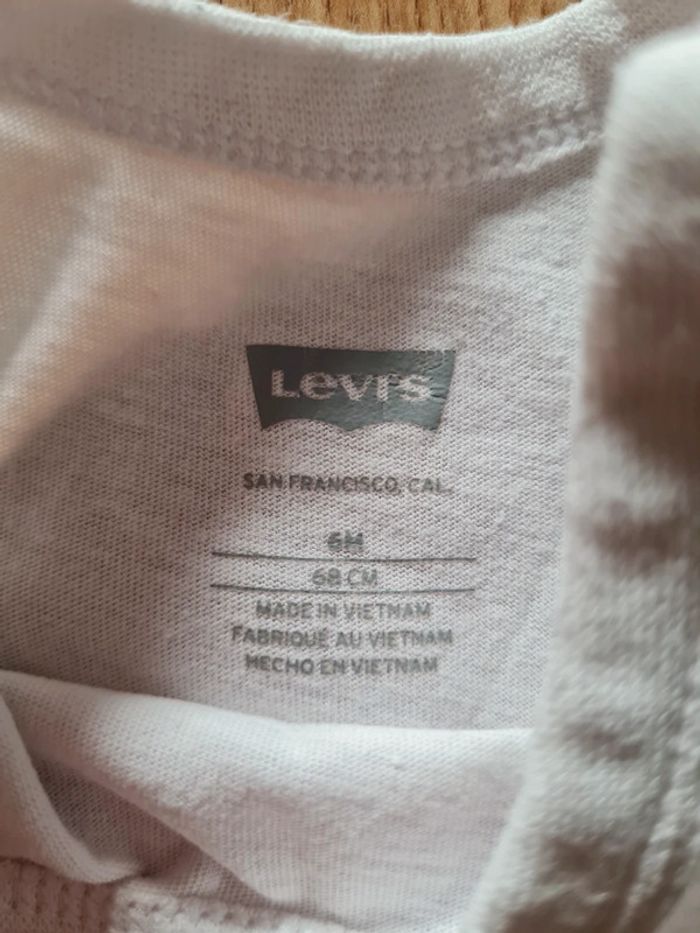 Levi's
SAN FRANCISCO, CAL.
6M
68 CM
MADE IN VIETNAM
FABRIQUÉ AU VIETNAM
HECHO EN VIETNAM